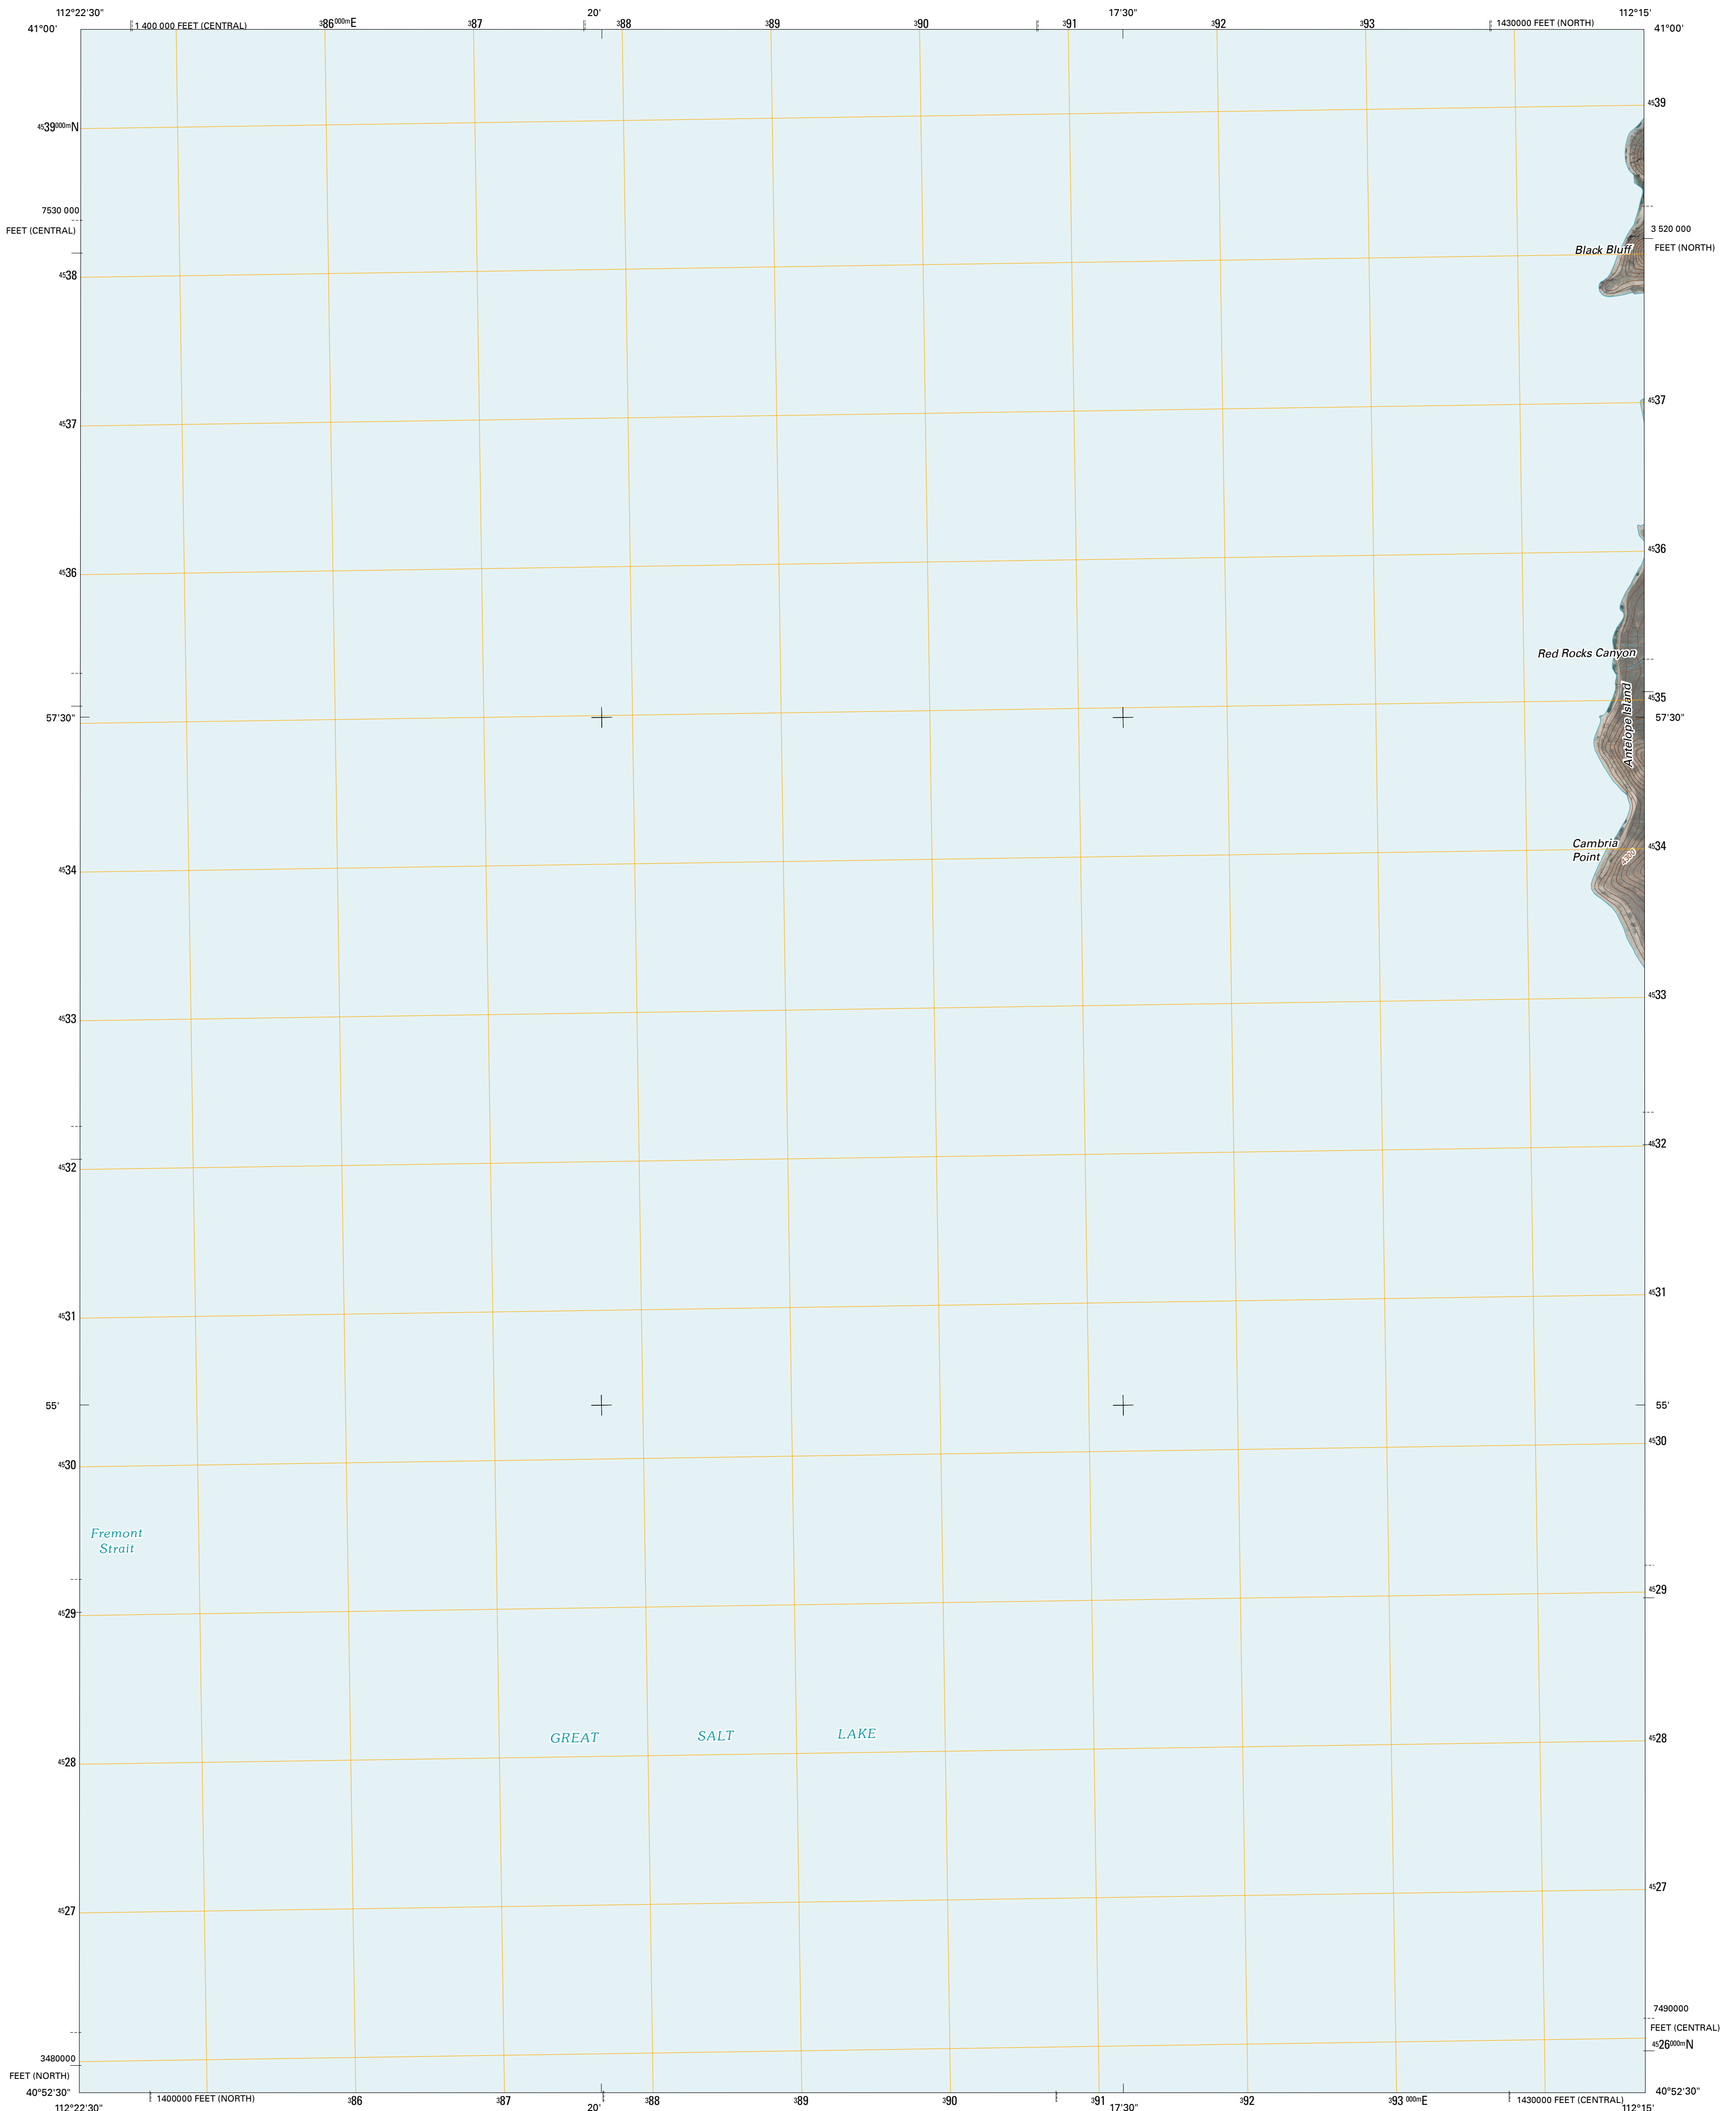 112°22'30" 20' 17'30" 112°15'
1 400 000 FEET (CENTRAL) ³86⁰⁰⁰ᵐE ³87 ³88 ³89 ³90 ³91 ³92 ³93 1430000 FEET (NORTH)
41°00' 41°00'
⁴⁵39
⁴⁵39⁰⁰⁰ᵐN
7530 000
FEET (CENTRAL)
3 520 000
FEET (NORTH)
Black Bluff
⁴⁵38
⁴⁵37
⁴⁵37
⁴⁵36
⁴⁵36
Red Rocks Canyon
Antelope Island
⁴⁵35
57'30" 57'30"
Cambria
Point
⁴⁵34
⁴⁵34
⁴⁵33
⁴⁵33
⁴⁵32
⁴⁵32
⁴⁵31
⁴⁵31
55' 55'
⁴⁵30
⁴⁵30
Fremont
Strait
⁴⁵29
⁴⁵29
GREAT SALT LAKE
⁴⁵28
⁴⁵28
⁴⁵27
⁴⁵27
7490000
FEET (CENTRAL)
⁴⁵26⁰⁰⁰ᵐN
3480000
FEET (NORTH)
40°52'30" 40°52'30"
1400000 FEET (NORTH) ³86 ³87 ³88 ³89 ³90 ³91 ³92 ³93 ⁰⁰⁰ᵐE 1430000 FEET (CENTRAL)
112°22'30" 20' 17'30" 112°15'